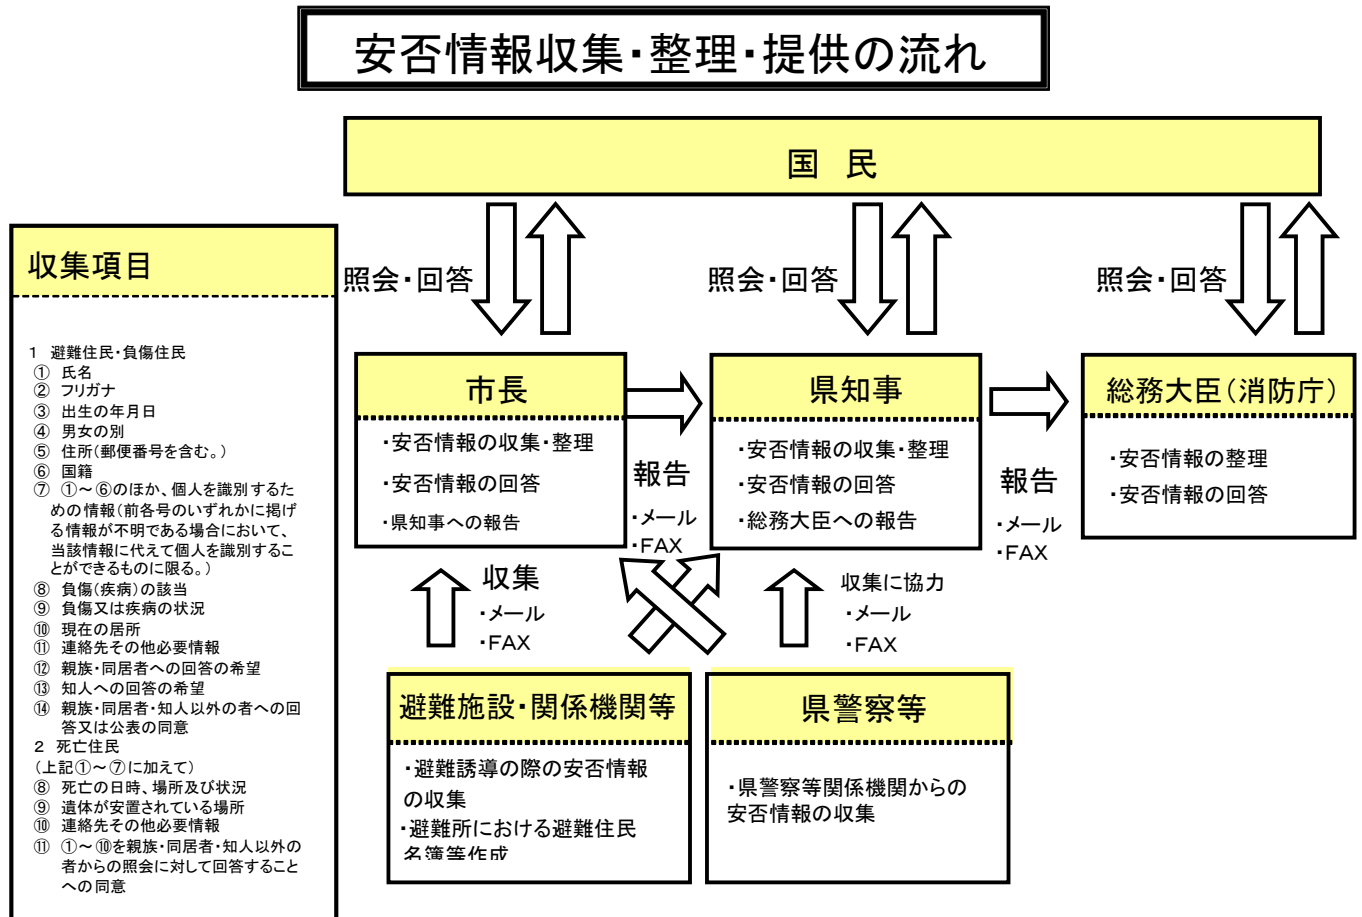 安否情報収集・整理・提供の流れ
国 民
収集項目
1 避難住民・負傷住民
① 氏名
② フリガナ
③ 出生の年月日
④ 男女の別
⑤ 住所(郵便番号を含む。)
⑥ 国籍
⑦ ①～⑥のほか、個人を識別するた
めの情報(前各号のいずれかに掲げ
る情報が不明である場合において、
当該情報に代えて個人を識別するこ
とができるものに限る。)
⑧ 負傷(疾病)の該当
⑨ 負傷又は疾病の状況
⑩ 現在の居所
⑪ 連絡先その他必要情報
⑫ 親族・同居者への回答の希望
⑬ 知人への回答の希望
⑭ 親族・同居者・知人以外の者への回
答又は公表の同意
2 死亡住民
(上記①～⑦に加えて)
⑧ 死亡の日時、場所及び状況
⑨ 遺体が安置されている場所
⑩ 連絡先その他必要情報
⑪ ①～⑩を親族・同居者・知人以外の
者からの照会に対して回答すること
への同意
照会・回答
照会・回答
照会・回答
市長
・安否情報の収集・整理
・安否情報の回答
・県知事への報告
報告
・メール
・FAX
県知事
・安否情報の収集・整理
・安否情報の回答
・総務大臣への報告
報告
・メール
・FAX
総務大臣(消防庁)
・安否情報の整理
・安否情報の回答
収集
・メール
・FAX
収集に協力
・メール
・FAX
避難施設・関係機関等
・避難誘導の際の安否情報
の収集
・避難所における避難住民
名簿等作成
県警察等
・県警察等関係機関からの
安否情報の収集